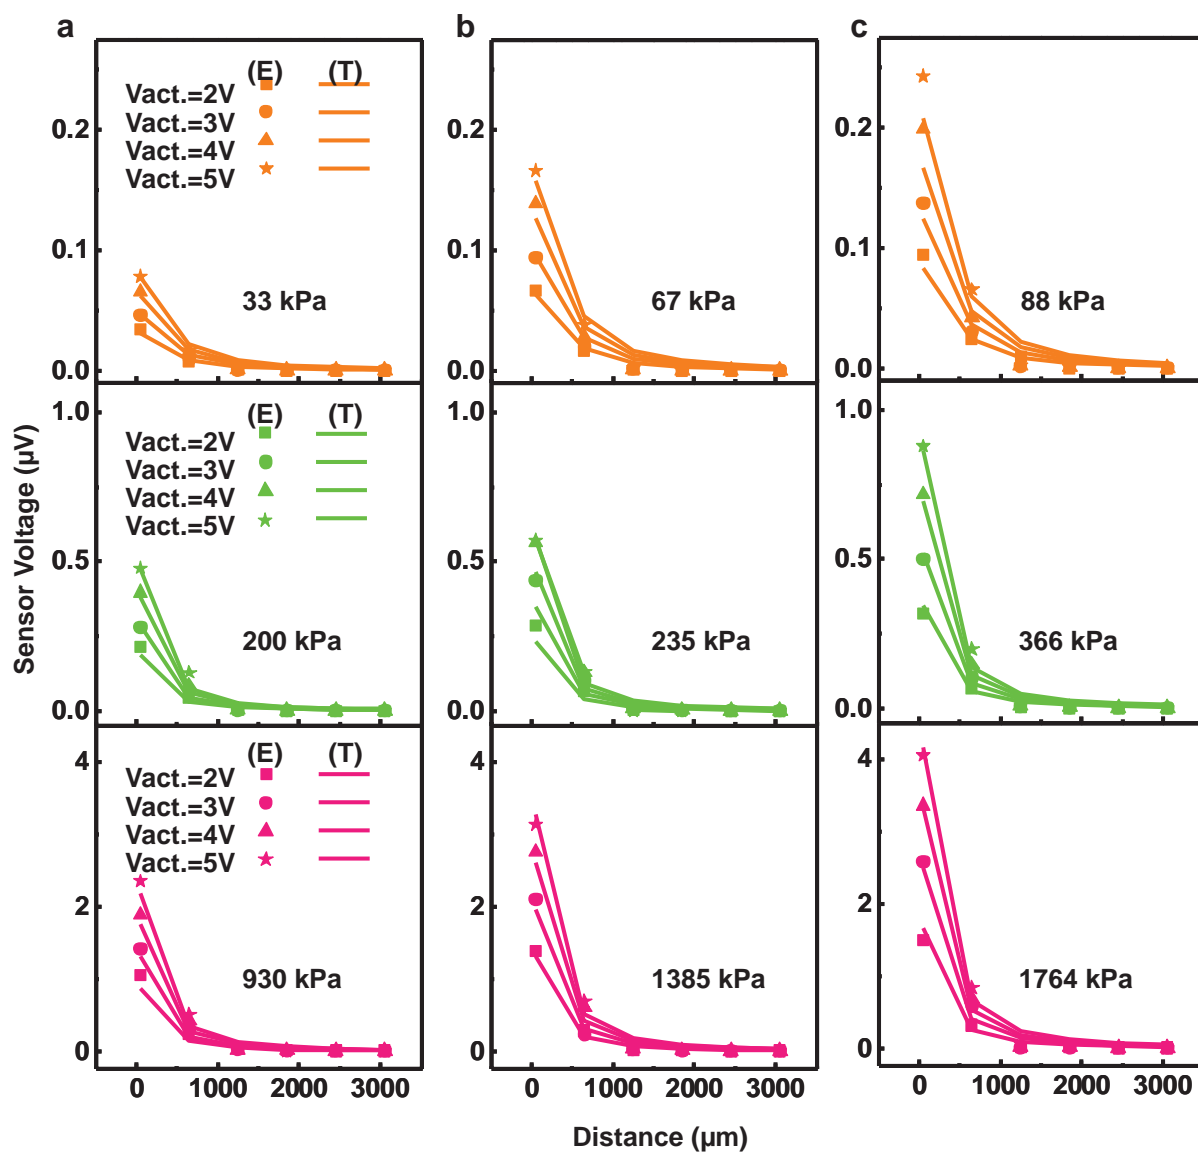 a
b
c
(E) (T)
Vact.=2V
Vact.=3V
Vact.=4V
Vact.=5V
0.2
0.1
0.0
33 kPa
0.2
0.1
0.0
67 kPa
0.2
0.1
0.0
88 kPa
Sensor Voltage (µV)
(E) (T)
Vact.=2V
Vact.=3V
Vact.=4V
Vact.=5V
1.0
0.5
0.0
200 kPa
1.0
0.5
0.0
235 kPa
1.0
0.5
0.0
366 kPa
(E) (T)
Vact.=2V
Vact.=3V
Vact.=4V
Vact.=5V
4
2
0
930 kPa
4
2
0
1385 kPa
4
2
0
1764 kPa
0 1000 2000 3000
0 1000 2000 3000
0 1000 2000 3000
Distance (µm)